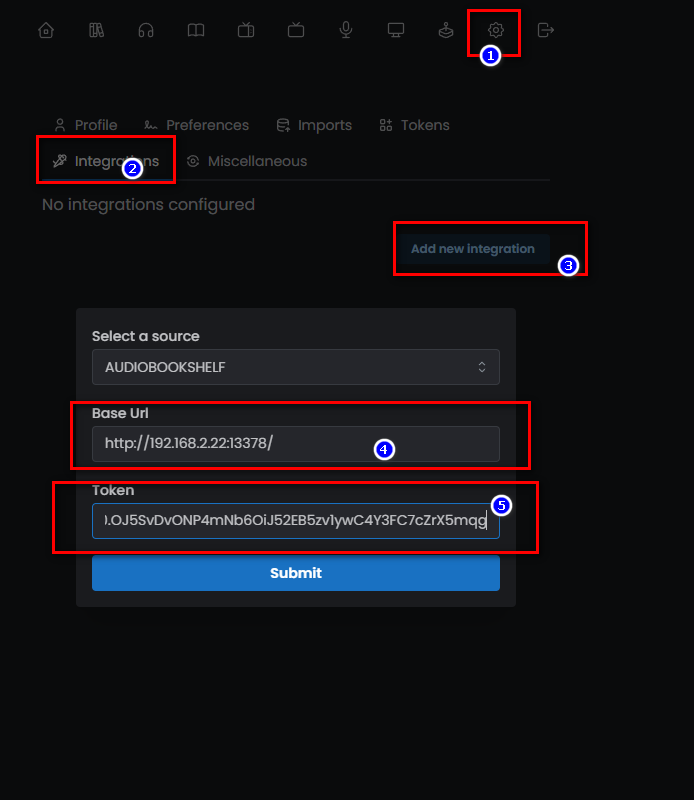 1
Profile Preferences Imports Tokens
Integrations Miscellaneous
2
No integrations configured
Add new integration
3
Select a source
AUDIOBOOKSHELF
Base Url
http://192.168.2.22:13378/
4
Token
5
).OJ5SvDvONP4mNb6OiJ52EB5zv1ywC4Y3FC7cZrX5mqg
Submit